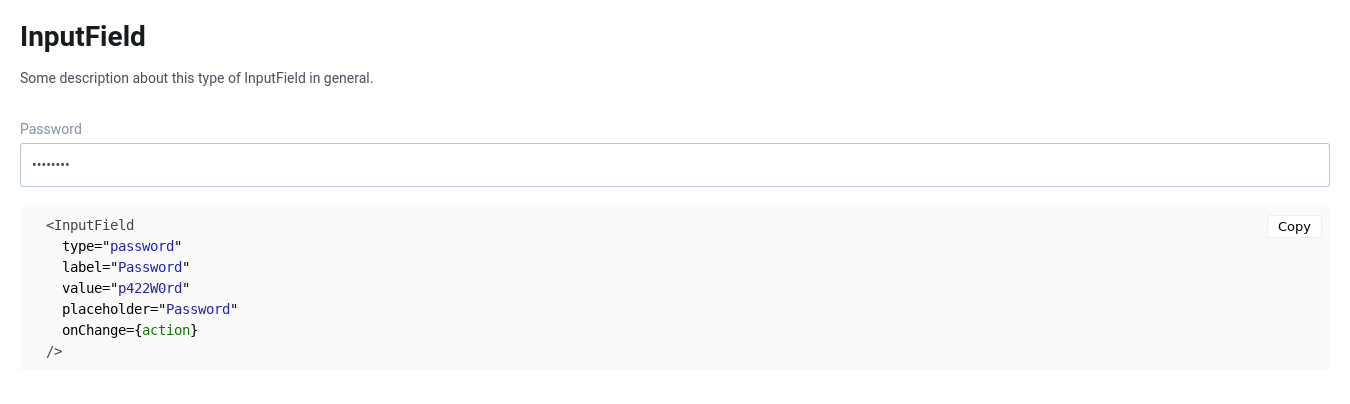 InputField
Some description about this type of InputField in general.
Password
••••••••
<InputField
Copy
type="password"
label="Password"
value="p422W0rd"
placeholder="Password"
onChange={action}
/>